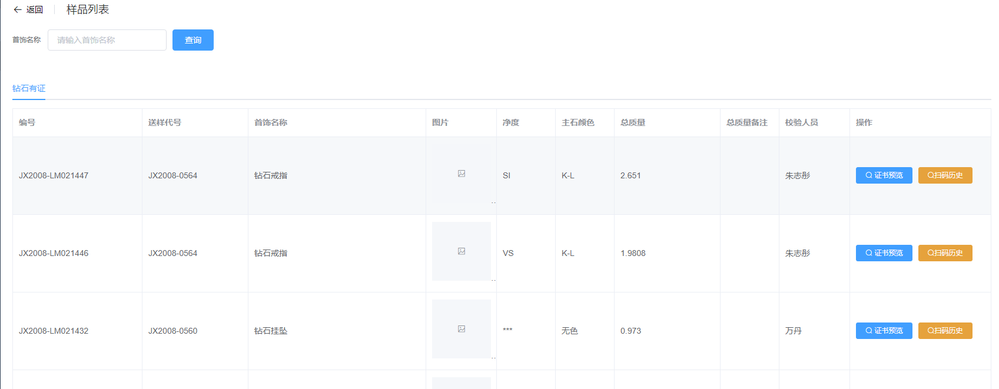 返回 样品列表
首饰名称 请输入首饰名称 查询
钻石有证
编号 送样代号 首饰名称 图片 净度 主石颜色 总质量 总质量备注 校验人员 操作
JX2008-LM021447 JX2008-0564 钻石戒指 .. SI K-L 2.651 朱志彤 证书预览 扫码历史
JX2008-LM021446 JX2008-0564 钻石戒指 .. VS K-L 1.9808 朱志彤 证书预览 扫码历史
JX2008-LM021432 JX2008-0560 钻石挂坠 .. *** 无色 0.973 万丹 证书预览 扫码历史